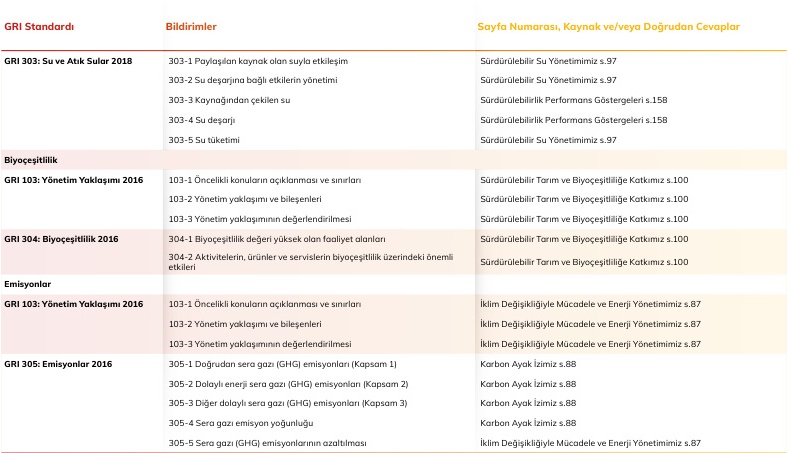 GRI Standardı Bildirimler Sayfa Numarası, Kaynak ve/veya Doğrudan Cevaplar
GRI 303: Su ve Atık Sular 2018 303-1 Paylaşılan kaynak olan suyla etkileşim Sürdürülebilir Su Yönetimimiz s.97
303-2 Su deşarjına bağlı etkilerin yönetimi Sürdürülebilir Su Yönetimimiz s.97
303-3 Kaynağından çekilen su Sürdürülebilirlik Performans Göstergeleri s.158
303-4 Su deşarjı Sürdürülebilirlik Performans Göstergeleri s.158
303-5 Su tüketimi Sürdürülebilir Su Yönetimimiz s.97
Biyoçeşitlilik
GRI 103: Yönetim Yaklaşımı 2016 103-1 Öncelikli konuların açıklanması ve sınırları Sürdürülebilir Tarım ve Biyoçeşitliliğe Katkımız s.100
103-2 Yönetim yaklaşımı ve bileşenleri Sürdürülebilir Tarım ve Biyoçeşitliliğe Katkımız s.100
103-3 Yönetim yaklaşımının değerlendirilmesi Sürdürülebilir Tarım ve Biyoçeşitliliğe Katkımız s.100
GRI 304: Biyoçeşitlilik 2016 304-1 Biyoçeşitlilik değeri yüksek olan faaliyet alanları Sürdürülebilir Tarım ve Biyoçeşitliliğe Katkımız s.100
304-2 Aktivitelerin, ürünler ve servislerin biyoçeşitlilik üzerindeki önemli
etkileri Sürdürülebilir Tarım ve Biyoçeşitliliğe Katkımız s.100
Emisyonlar
GRI 103: Yönetim Yaklaşımı 2016 103-1 Öncelikli konuların açıklanması ve sınırları İklim Değişikliğiyle Mücadele ve Enerji Yönetimimiz s.87
103-2 Yönetim yaklaşımı ve bileşenleri İklim Değişikliğiyle Mücadele ve Enerji Yönetimimiz s.87
103-3 Yönetim yaklaşımının değerlendirilmesi İklim Değişikliğiyle Mücadele ve Enerji Yönetimimiz s.87
GRI 305: Emisyonlar 2016 305-1 Doğrudan sera gazı (GHG) emisyonları (Kapsam 1) Karbon Ayak İzimiz s.88
305-2 Dolaylı enerji sera gazı (GHG) emisyonları (Kapsam 2) Karbon Ayak İzimiz s.88
305-3 Diğer dolaylı sera gazı (GHG) emisyonları (Kapsam 3) Karbon Ayak İzimiz s.88
305-4 Sera gazı emisyon yoğunluğu Karbon Ayak İzimiz s.88
305-5 Sera gazı (GHG) emisyonlarının azaltılması İklim Değişikliğiyle Mücadele ve Enerji Yönetimimiz s.87